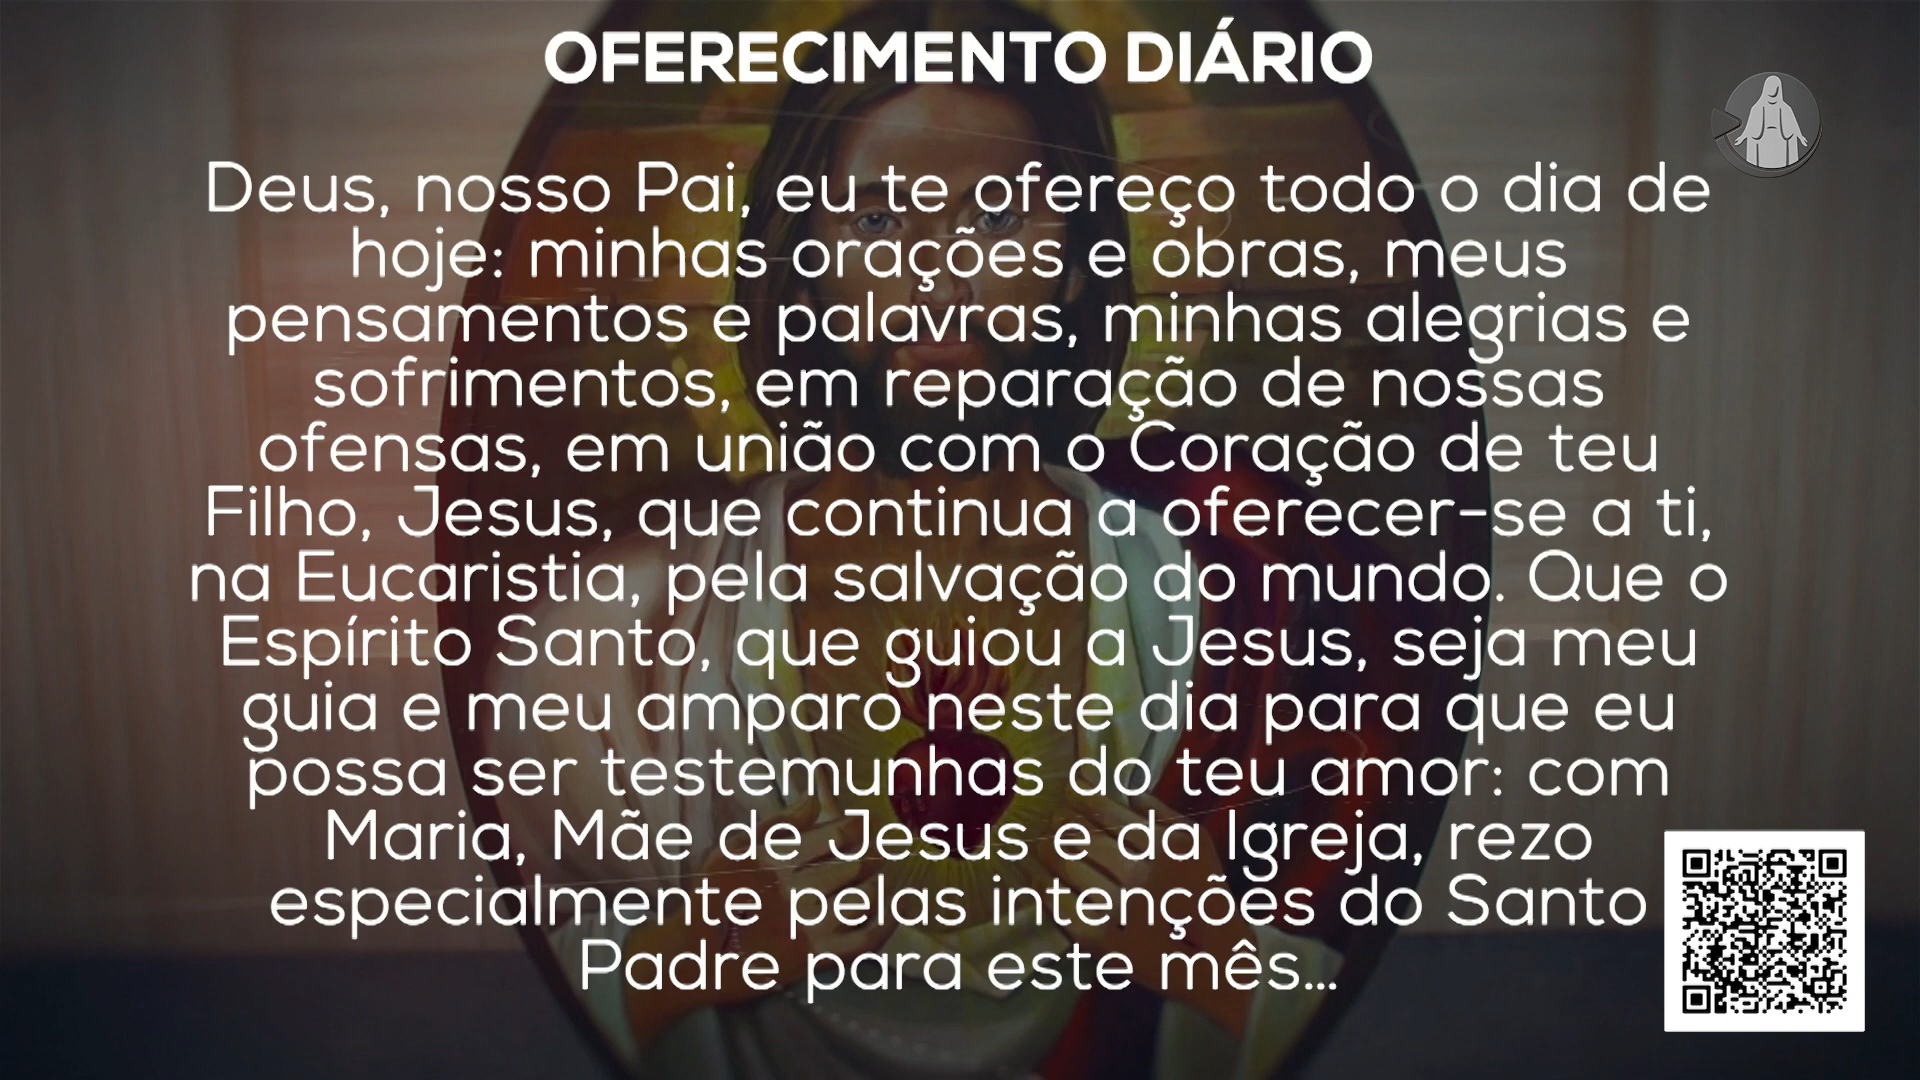 OFERECIMENTO DIÁRIO
Deus, nosso Pai, eu te ofereço todo o dia de
hoje: minhas orações e obras, meus
pensamentos e palavras, minhas alegrias e
sofrimentos, em reparação de nossas
ofensas, em união com o Coração de teu
Filho, Jesus, que continua a oferecer-se a ti,
na Eucaristia, pela salvação do mundo. Que o
Espírito Santo, que guiou a Jesus, seja meu
guia e meu amparo neste dia para que eu
possa ser testemunhas do teu amor: com
Maria, Mãe de Jesus e da Igreja, rezo
especialmente pelas intenções do Santo
Padre para este mês...